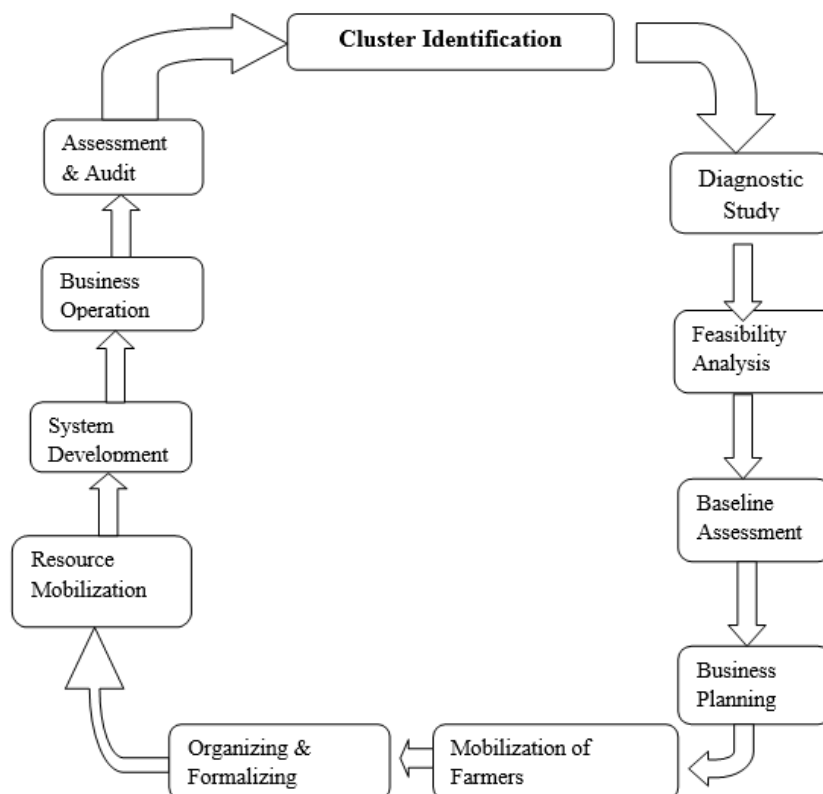 Cluster Identification
Diagnostic
Study
Feasibility
Analysis
Baseline
Assessment
Business
Planning
Mobilization of
Farmers
Organizing &
Formalizing
Resource
Mobilization
System
Development
Business
Operation
Assessment
& Audit